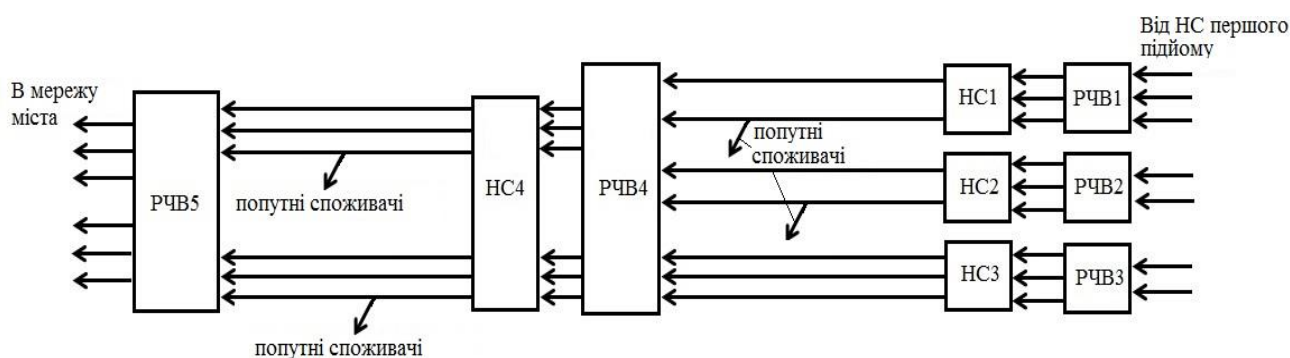 Від НС першого
підйому
В мережу
міста
РЧВ5
попутні споживачі
попутні споживачі
НС4
РЧВ4
попутні
споживачі
НС1
РЧВ1
НС2
РЧВ2
НС3
РЧВ3